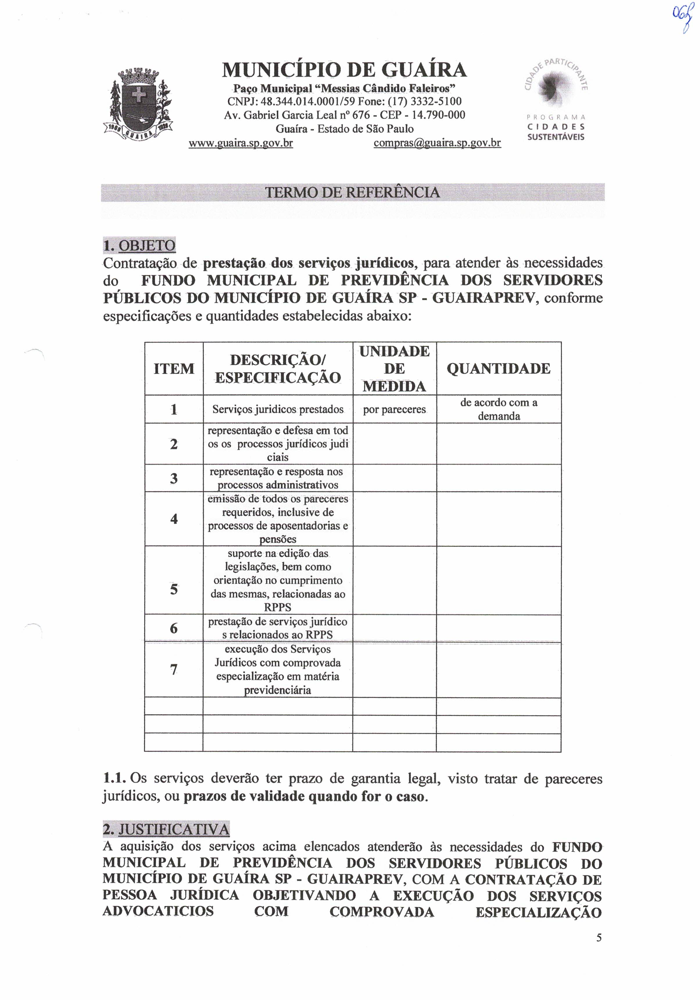 06
MUNICÍPIO DE GUAÍRA
Paço Municipal “Messias Cândido Faleiros”
CNPJ: 48.344.014.0001/59 Fone: (17) 3332-5100
Av. Gabriel Garcia Leal nº 676 - CEP - 14.790-000
Guaíra - Estado de São Paulo
www.guaira.sp.gov.br compras@guaira.sp.gov.br
1908 GUAIRA 1928
CIDADE PARTICIPANTE
PROGRAMA
CIDADES
SUSTENTÁVEIS
TERMO DE REFERÊNCIA
1. OBJETO
Contratação de prestação dos serviços jurídicos, para atender às necessidades
do FUNDO MUNICIPAL DE PREVIDÊNCIA DOS SERVIDORES
PÚBLICOS DO MUNICÍPIO DE GUAÍRA SP - GUAIRAPREV, conforme
especificações e quantidades estabelecidas abaixo:
ITEM
DESCRIÇÃO/
ESPECIFICAÇÃO
UNIDADE
DE
MEDIDA
QUANTIDADE
1
Serviços juridicos prestados
por pareceres
de acordo com a
demanda
2
representação e defesa em tod
os os processos jurídicos judi
ciais
3
representação e resposta nos
processos administrativos
4
emissão de todos os pareceres
requeridos, inclusive de
processos de aposentadorias e
pensões
5
suporte na edição das
legislações, bem como
orientação no cumprimento
das mesmas, relacionadas ao
RPPS
6
prestação de serviços jurídico
s relacionados ao RPPS
7
execução dos Serviços
Jurídicos com comprovada
especialização em matéria
previdenciária
1.1. Os serviços deverão ter prazo de garantia legal, visto tratar de pareceres
jurídicos, ou prazos de validade quando for o caso.
2. JUSTIFICATIVA
A aquisição dos serviços acima elencados atenderão às necessidades do FUNDO
MUNICIPAL DE PREVIDÊNCIA DOS SERVIDORES PÚBLICOS DO
MUNICÍPIO DE GUAÍRA SP - GUAIRAPREV, COM A CONTRATAÇÃO DE
PESSOA JURÍDICA OBJETIVANDO A EXECUÇÃO DOS SERVIÇOS
ADVOCATICIOS COM COMPROVADA ESPECIALIZAÇÃO
5